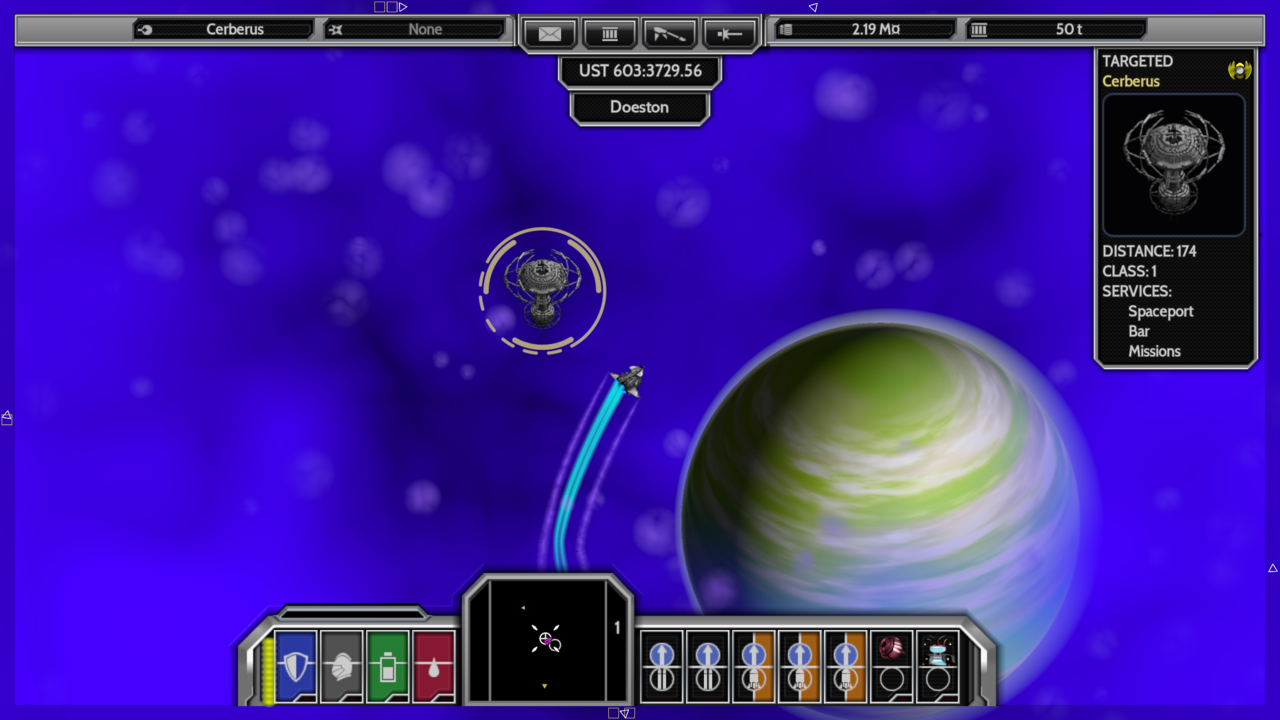 Cerberus
None
2.19 M¤
50 t
UST 603:3729.56
Doeston
TARGETED
Cerberus
DISTANCE: 174
CLASS: 1
SERVICES:
Spaceport
Bar
Missions
1